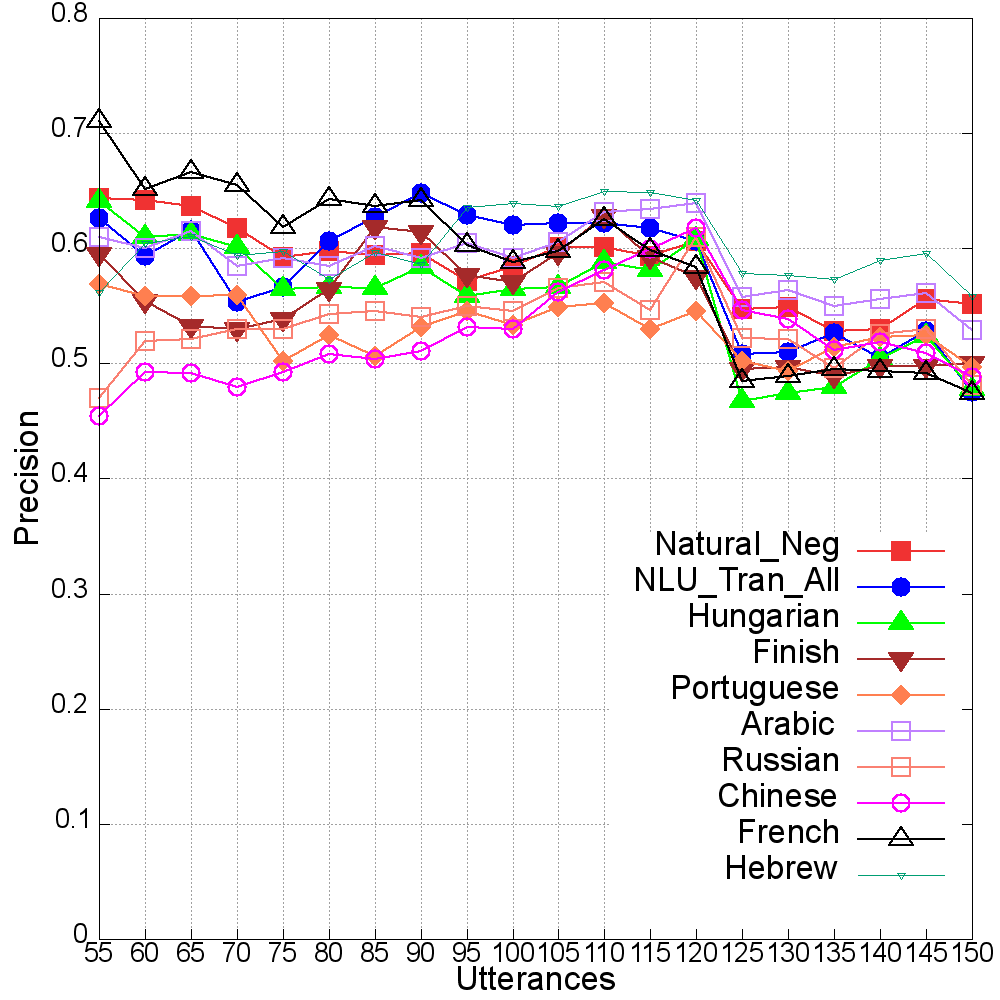 0.8
0.7
0.6
0.5
0.4
0.3
0.2
0.1
0
Precision
Natural_Neg
NLU_Tran_All
Hungarian
Finish
Portuguese
Arabic
Russian
Chinese
French
Hebrew
55 60 65 70 75 80 85 90 95 100 105 110 115 120 125 130 135 140 145 150
Utterances